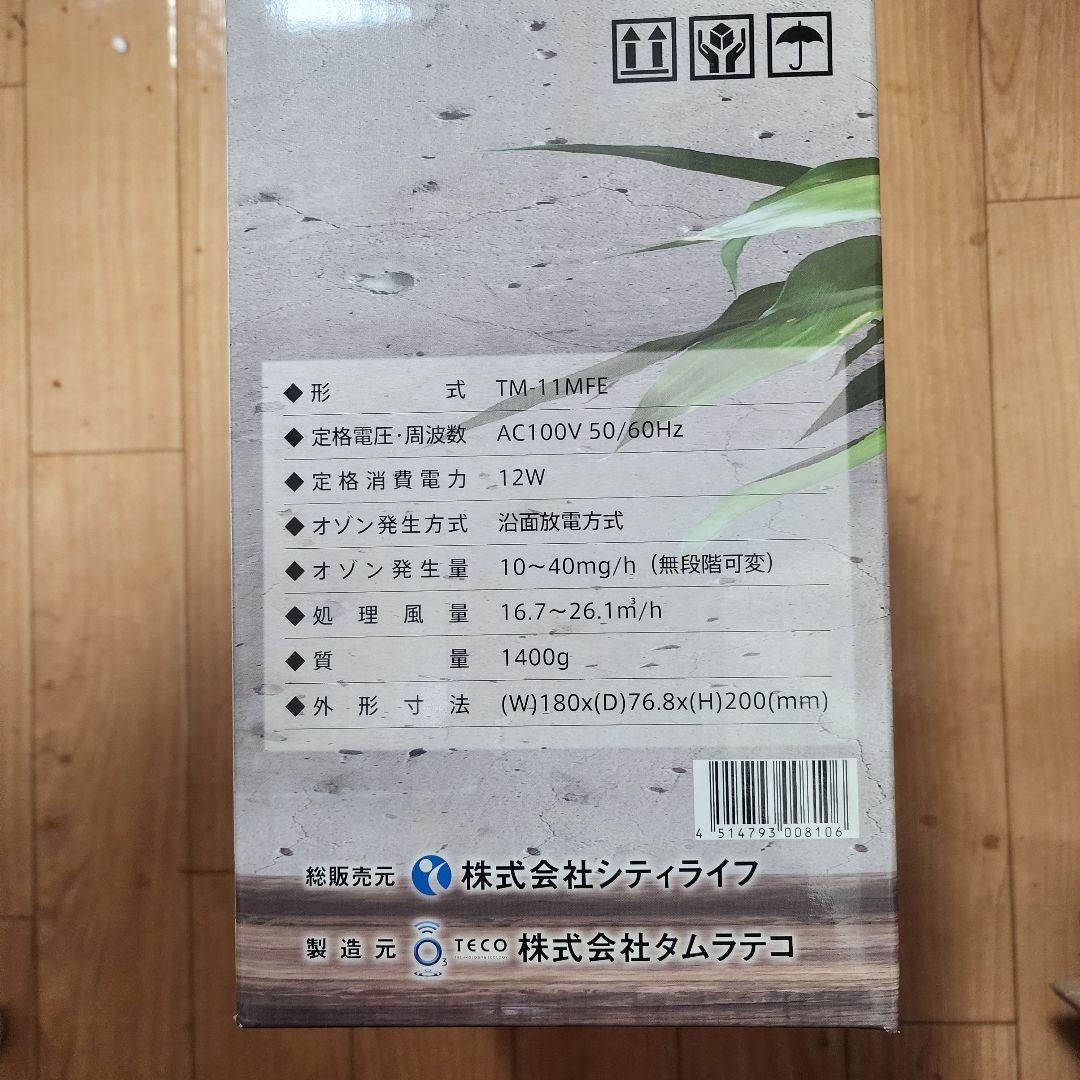 ◆形式 TM-11MFE
◆定格電圧・周波数 AC100V 50/60Hz
◆定格消費電力 12W
◆オゾン発生方式 沿面放電方式
◆オゾン発生量 10〜40mg/h（無段階可変）
◆処理風量 16.7〜26.1㎥/h
◆質量 1400g
◆外形寸法 (W)180x(D)76.8x(H)200(mm)
4 514793 008106
総販売元 株式会社シティライフ
製造元 O3 TECO 株式会社タムラテコ